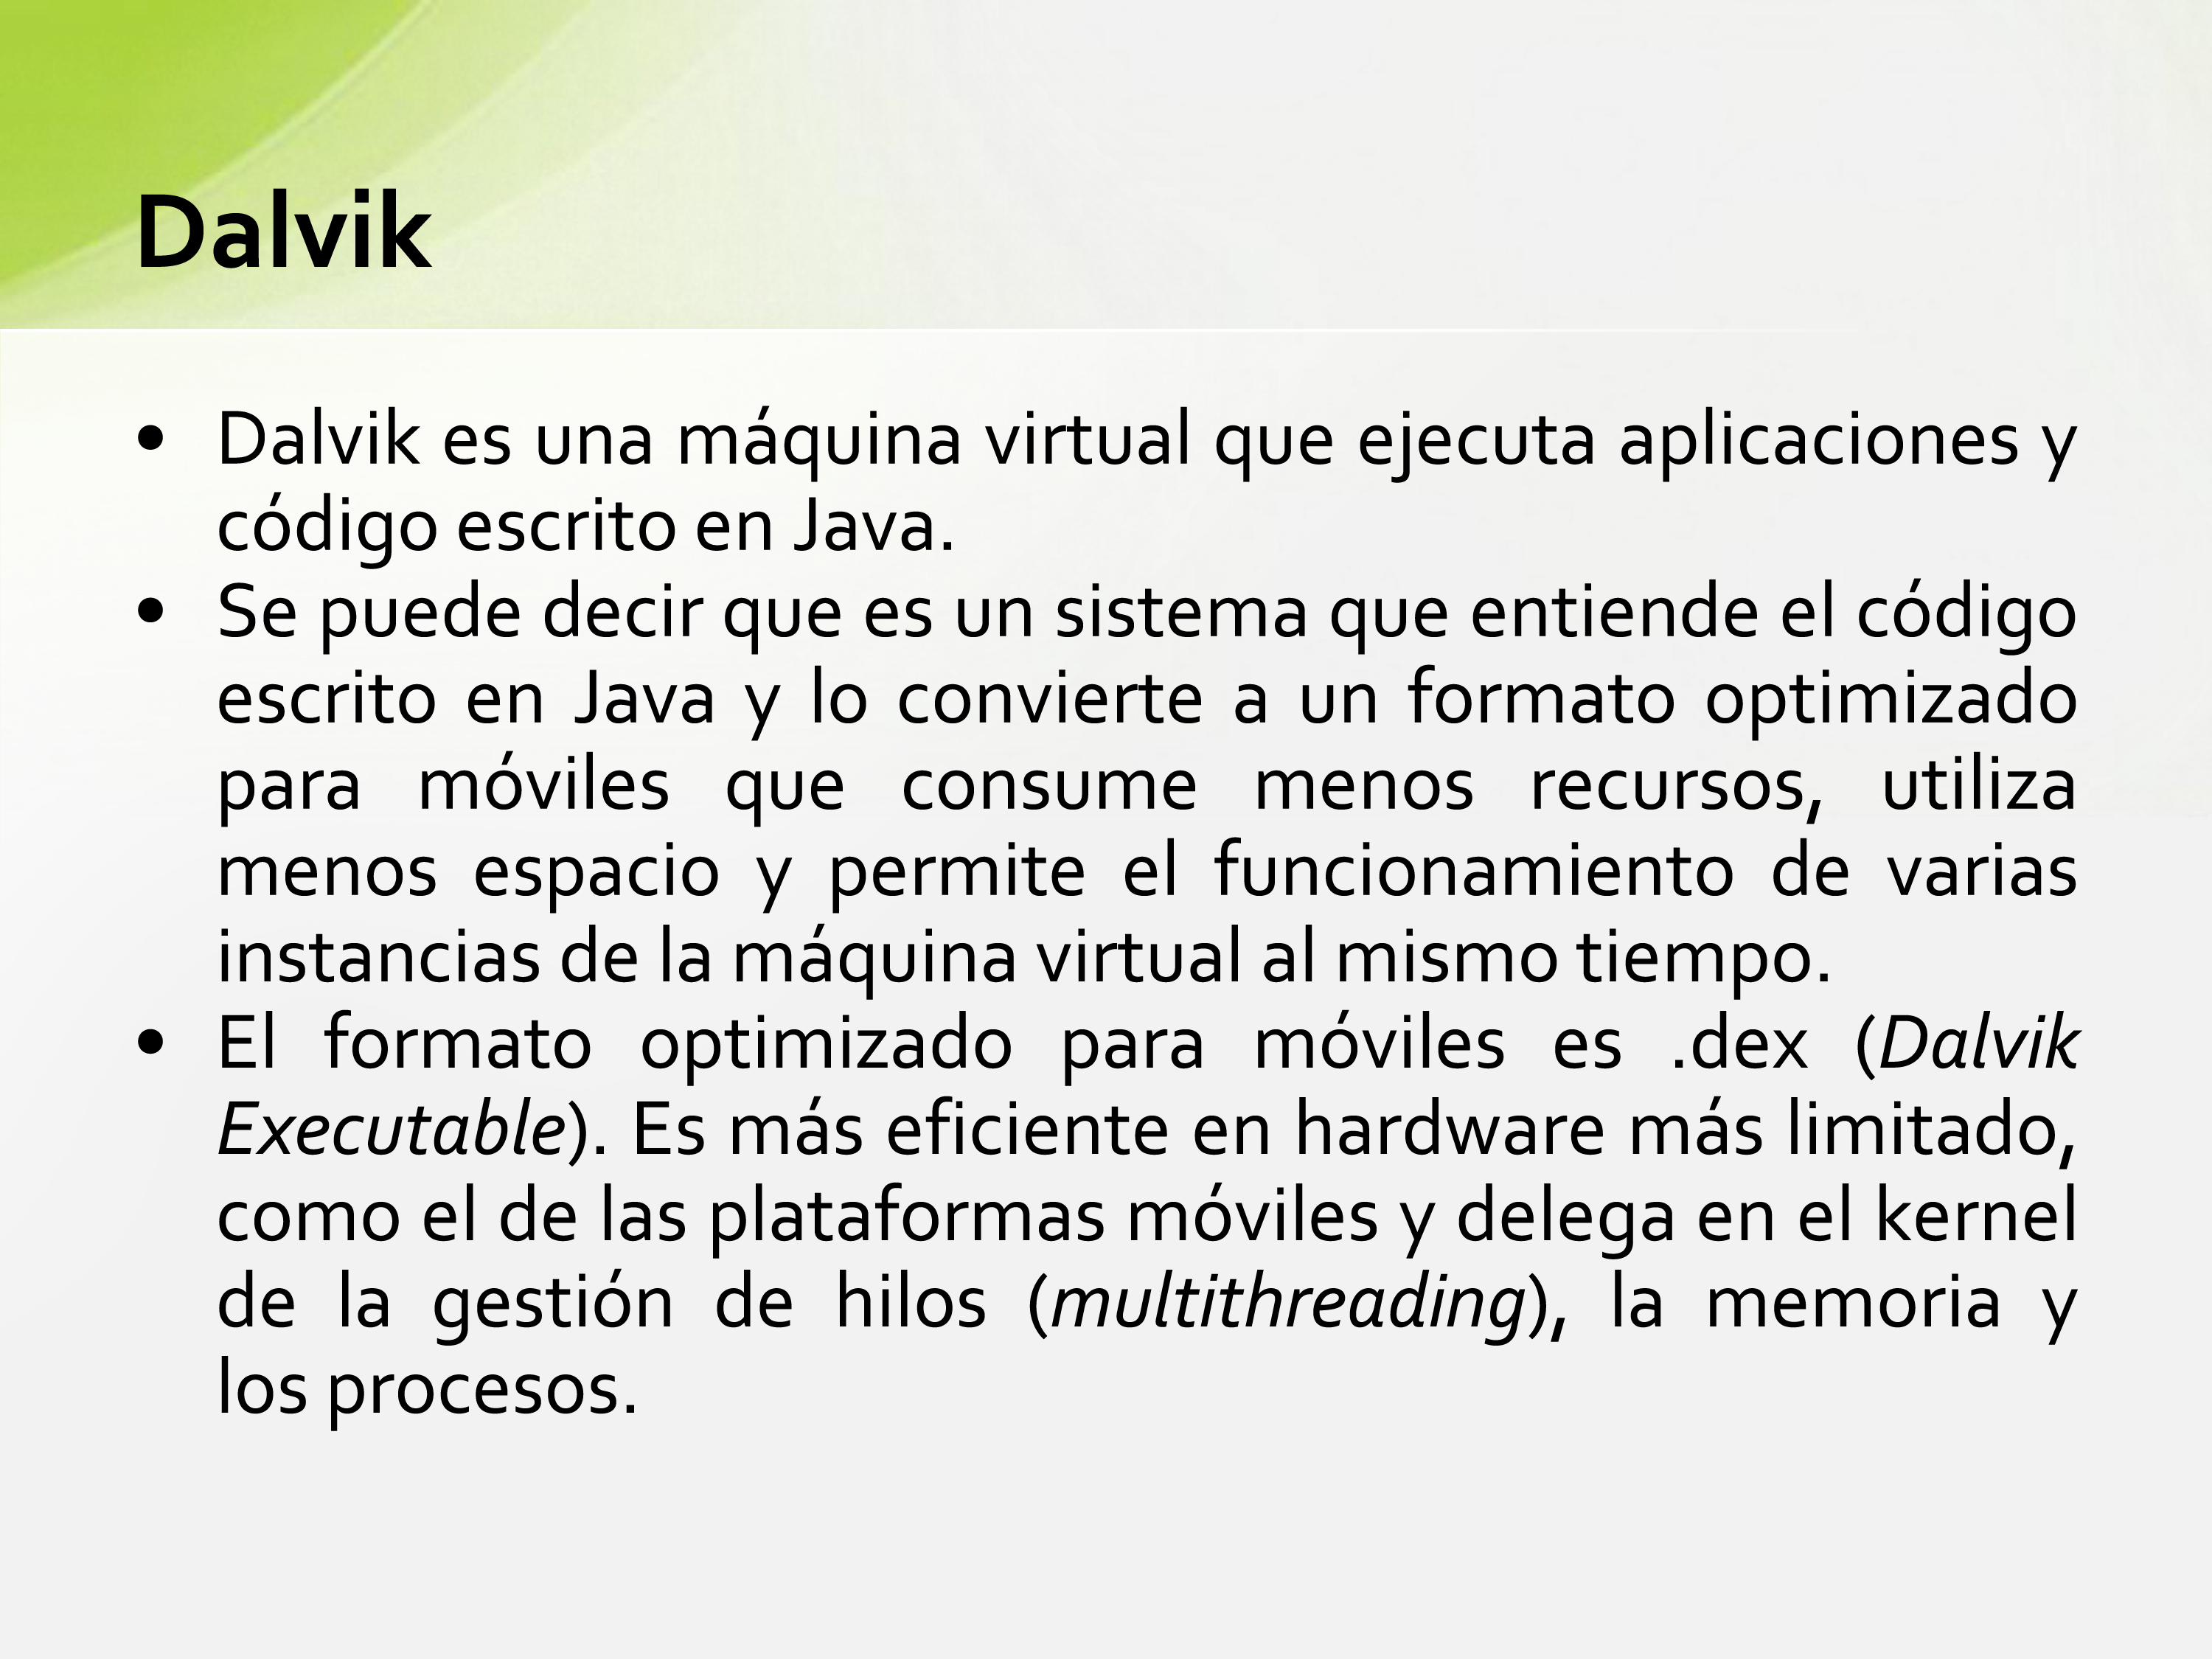 Dalvik
• Dalvik es una máquina virtual que ejecuta aplicaciones y
código escrito en Java.
• Se puede decir que es un sistema que entiende el código
escrito en Java y lo convierte a un formato optimizado
para móviles que consume menos recursos, utiliza
menos espacio y permite el funcionamiento de varias
instancias de la máquina virtual al mismo tiempo.
• El formato optimizado para móviles es .dex (Dalvik
Executable). Es más eficiente en hardware más limitado,
como el de las plataformas móviles y delega en el kernel
de la gestión de hilos (multithreading), la memoria y
los procesos.